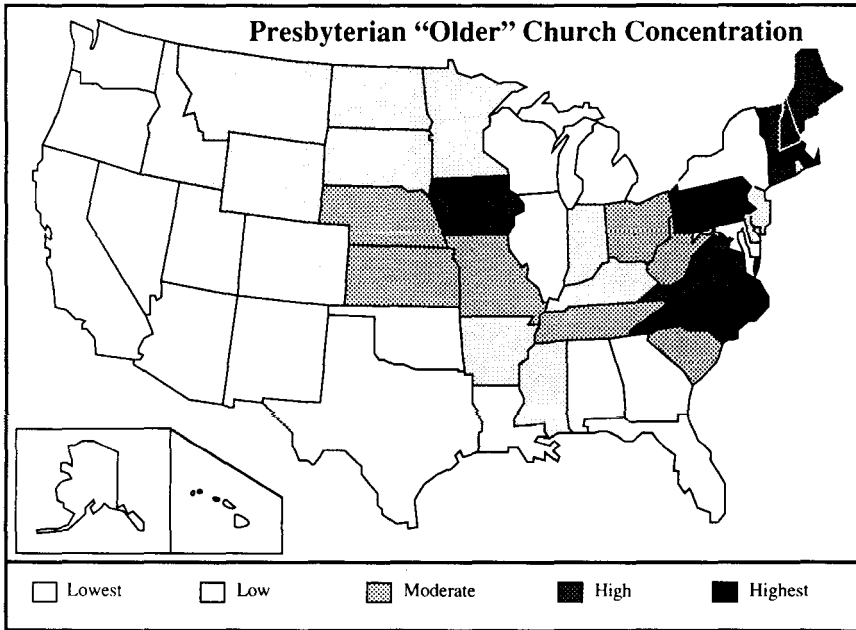 Presbyterian “Older” Church Concentration
Lowest Low Moderate High Highest